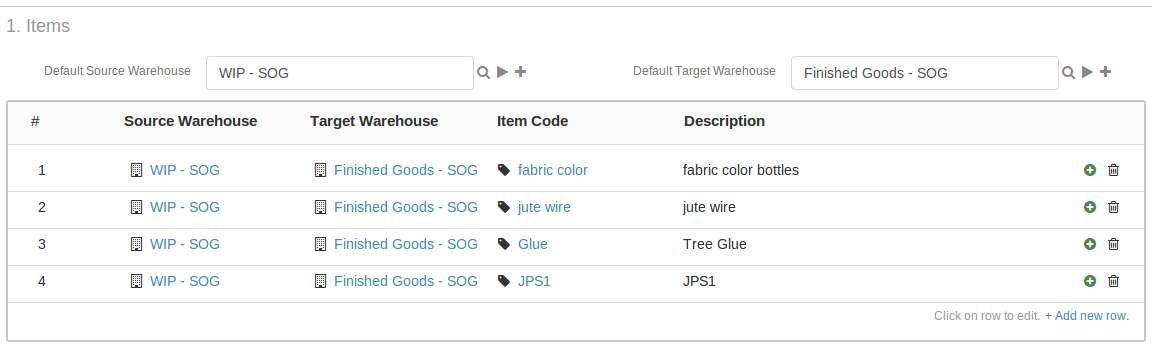 1. Items
Default Source Warehouse WIP - SOG Default Target Warehouse Finished Goods - SOG
# Source Warehouse Target Warehouse Item Code Description
1 WIP - SOG Finished Goods - SOG fabric color fabric color bottles
2 WIP - SOG Finished Goods - SOG jute wire jute wire
3 WIP - SOG Finished Goods - SOG Glue Tree Glue
4 WIP - SOG Finished Goods - SOG JPS1 JPS1
Click on row to edit. + Add new row.